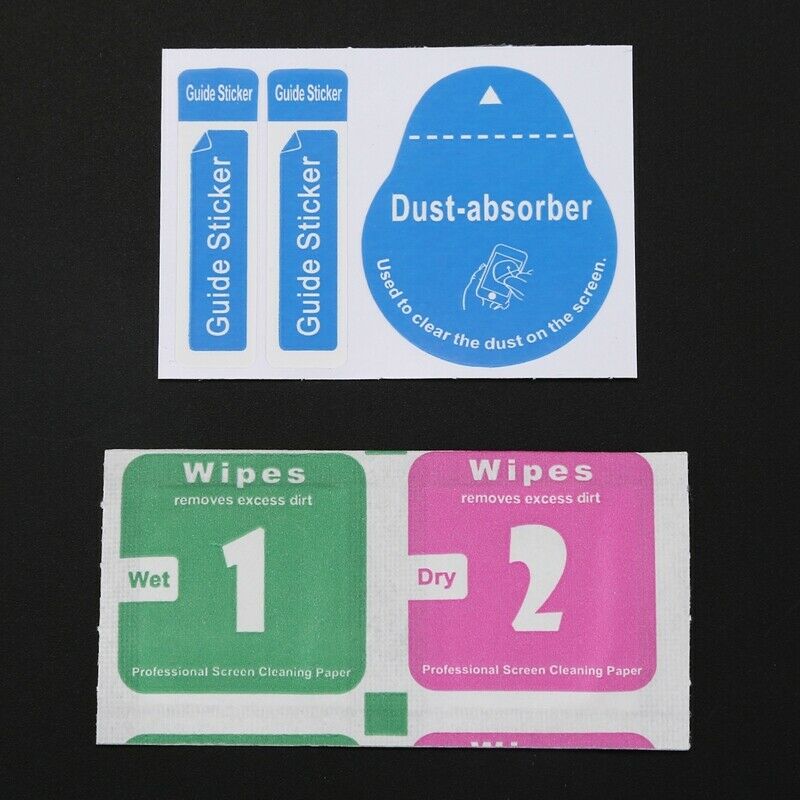 Guide Sticker
Guide Sticker
Guide Sticker
Guide Sticker
Dust-absorber
Used to clear the dust on the screen.
Wipes
removes excess dirt
Wet
1
Professional Screen Cleaning Paper
Wipes
removes excess dirt
Dry
2
Professional Screen Cleaning Paper